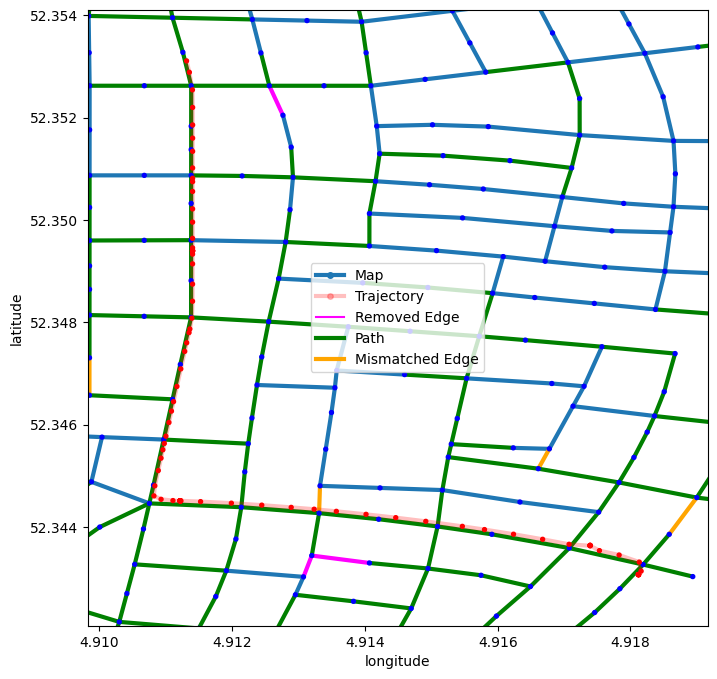 52.354
52.352
52.350
52.348
52.346
52.344
latitude
Map
Trajectory
Removed Edge
Path
Mismatched Edge
4.910 4.912 4.914 4.916 4.918
longitude